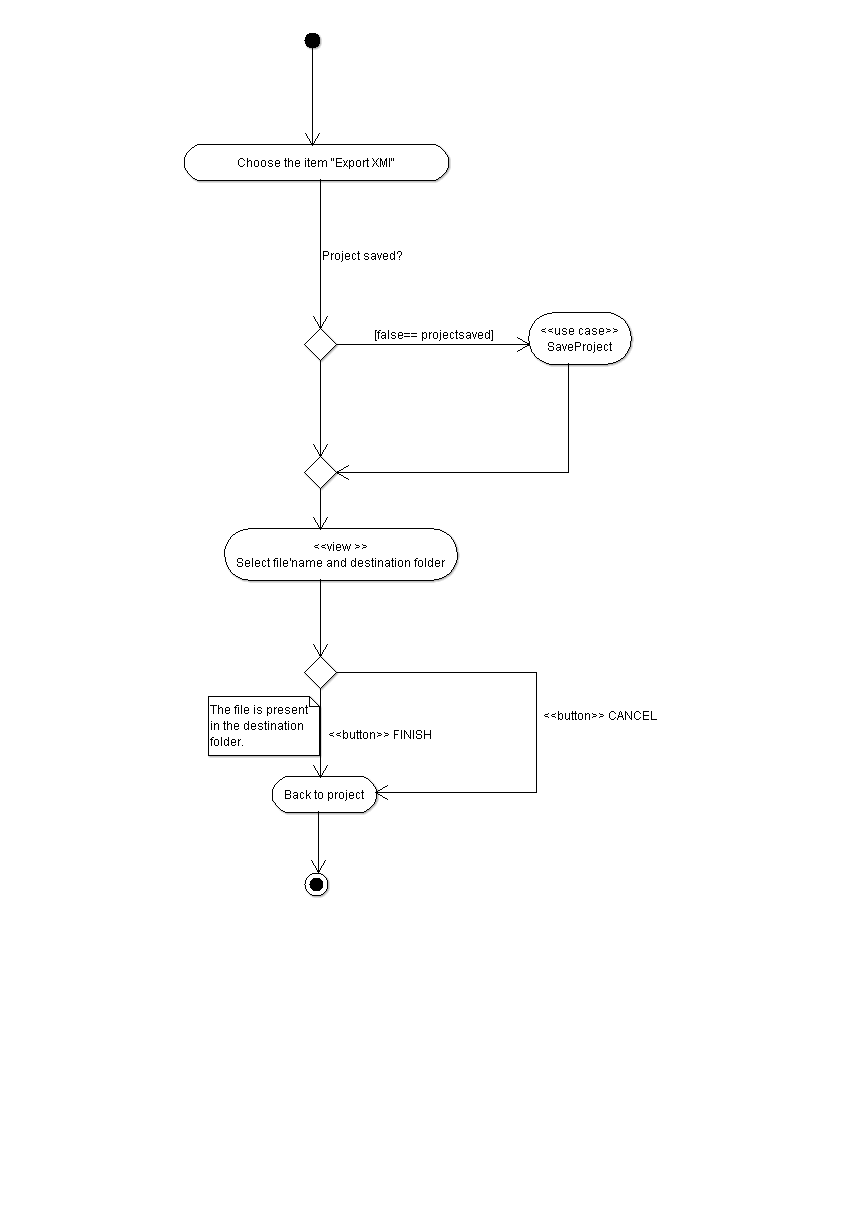 Choose the item "Export XMI"
Project saved?
[false== projectsaved]
<<use case>>
SaveProject
<<view >>
Select file'name and destination folder
The file is present
in the destination
folder.
<<button>> FINISH
<<button>> CANCEL
Back to project